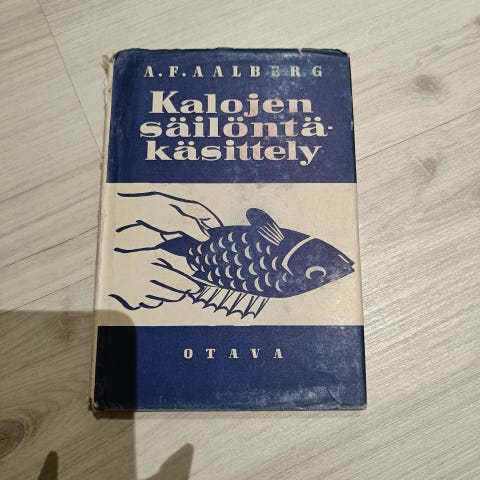 A.F. AALBERG
Kalojen
säilöntä-
käsittely
OTAVA